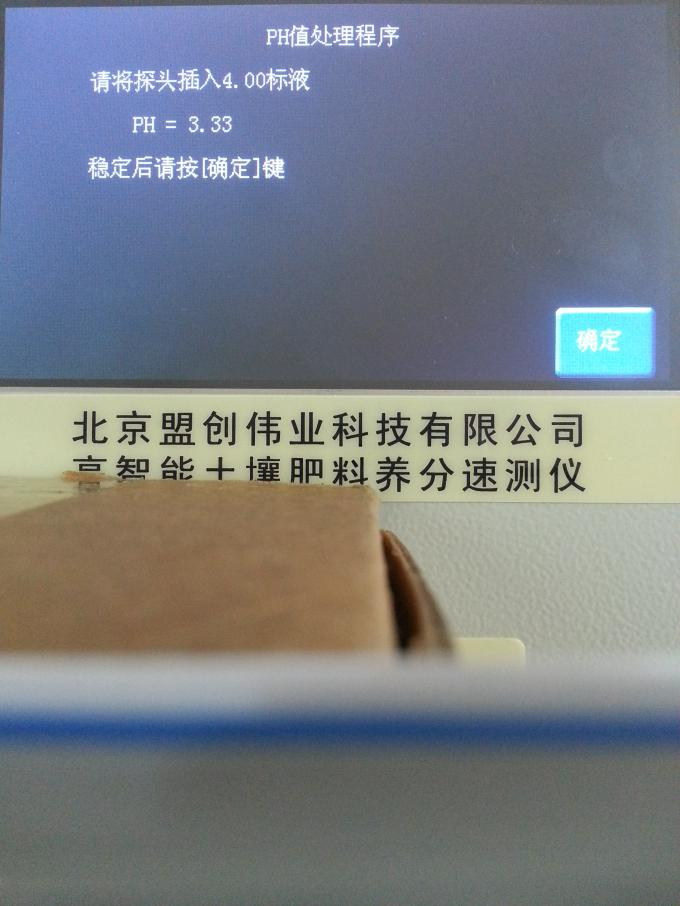 PH值处理程序
请将探头插入4.00标液
PH = 3.33
稳定后请按[确定]键
确定
北京盟创伟业科技有限公司
高智能土壤肥料养分速测仪